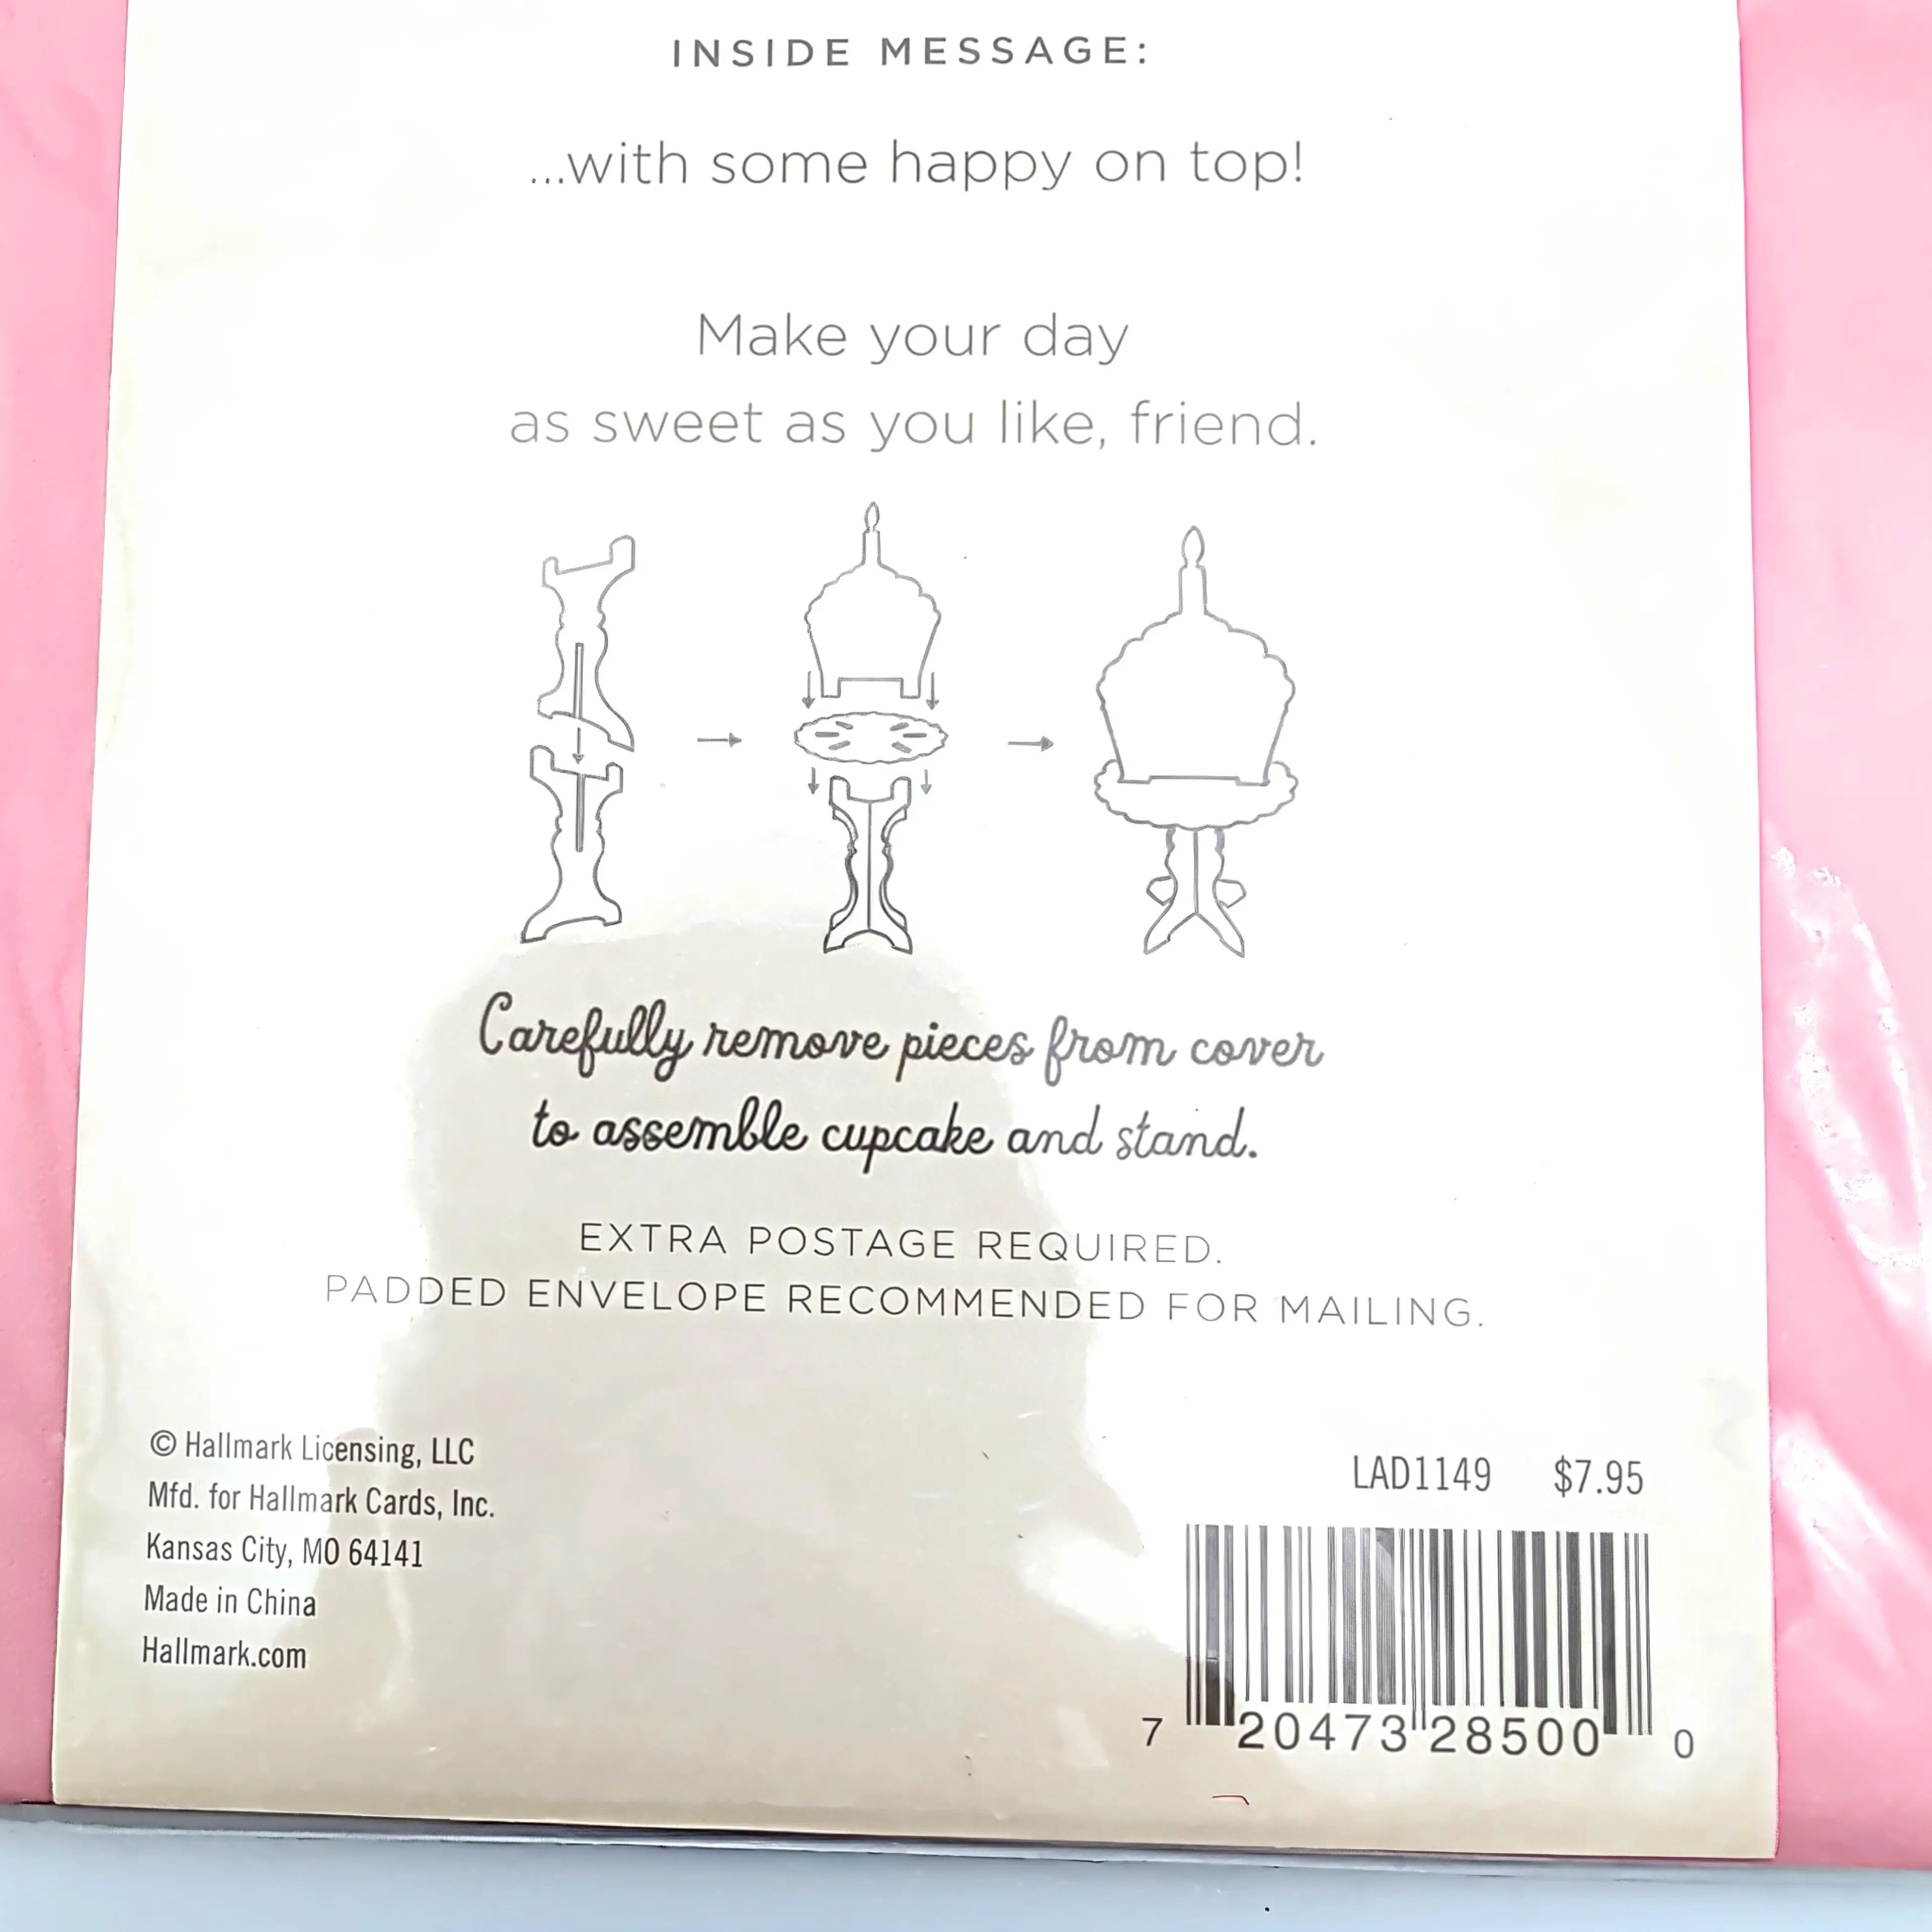 INSIDE MESSAGE:
...with some happy on top!
Make your day
as sweet as you like, friend.
Carefully remove pieces from cover
to assemble cupcake and stand.
EXTRA POSTAGE REQUIRED.
PADDED ENVELOPE RECOMMENDED FOR MAILING.
© Hallmark Licensing, LLC
Mfd. for Hallmark Cards, Inc.
Kansas City, MO 64141
Made in China
Hallmark.com
LAD1149 $7.95
7 20473 28500 0